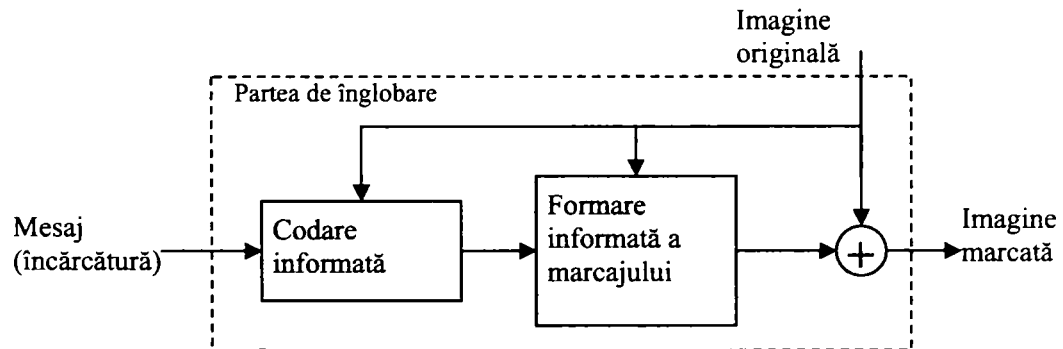 Imagine
originală
Partea de înglobare
Mesaj
(încărcătură)
Codare
informată
Formare
informată a
marcajului
+
Imagine
marcată